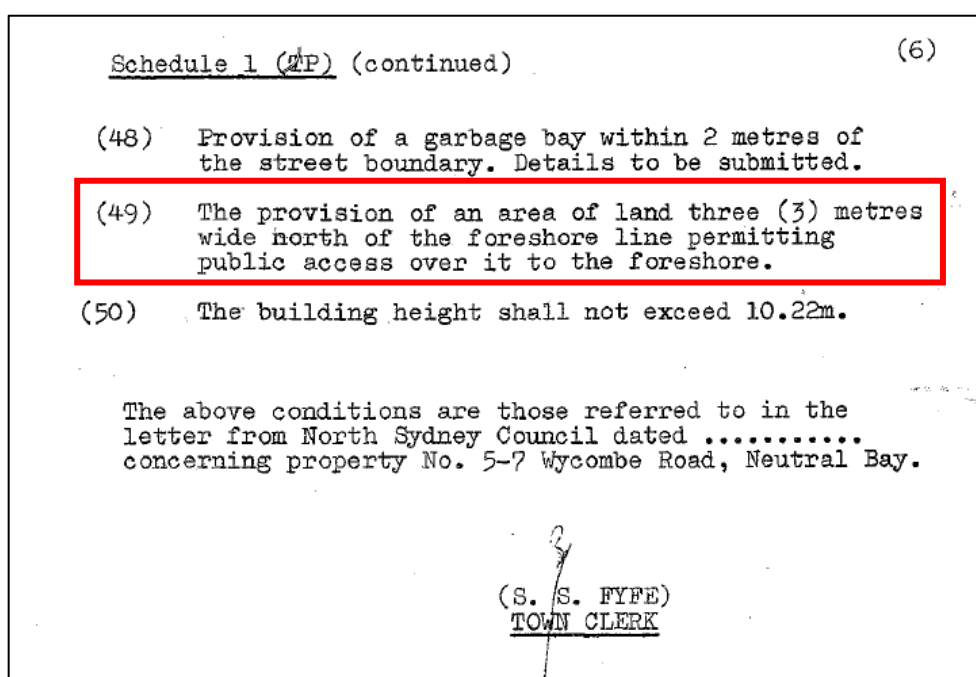 Schedule 1 (TP) (continued) (6)
(48) Provision of a garbage bay within 2 metres of
the street boundary. Details to be submitted.
(49) The provision of an area of land three (3) metres
wide north of the foreshore line permitting
public access over it to the foreshore.
(50) The building height shall not exceed 10.22m.
The above conditions are those referred to in the
letter from North Sydney Council dated ...........
concerning property No. 5-7 Wycombe Road, Neutral Bay.
(S. S. FYFE)
TOWN CLERK